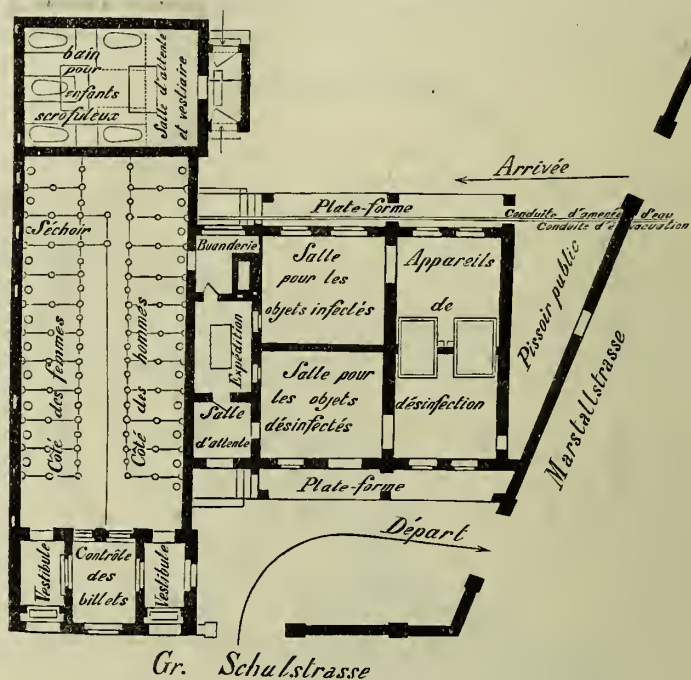 bain
pour
enfants
scrofuleux
Salle d'attente
et vestiaire
Arrivée
Plate-forme
Conduite d'amenée d'eau
Conduite d'évacuation
Séchoir
Buanderie
Salle
pour les
objets infectés
Appareils
de
désinfection
Pissoir public
Marstallstrasse
Côté des femmes
Côté des hommes
Expédition
Salle pour
les objets
désinfectés
Salle
d'attente
Plate-forme
Départ
Vestibule
Contrôle
des
billets
Vestibule
Gr. Schulstrasse